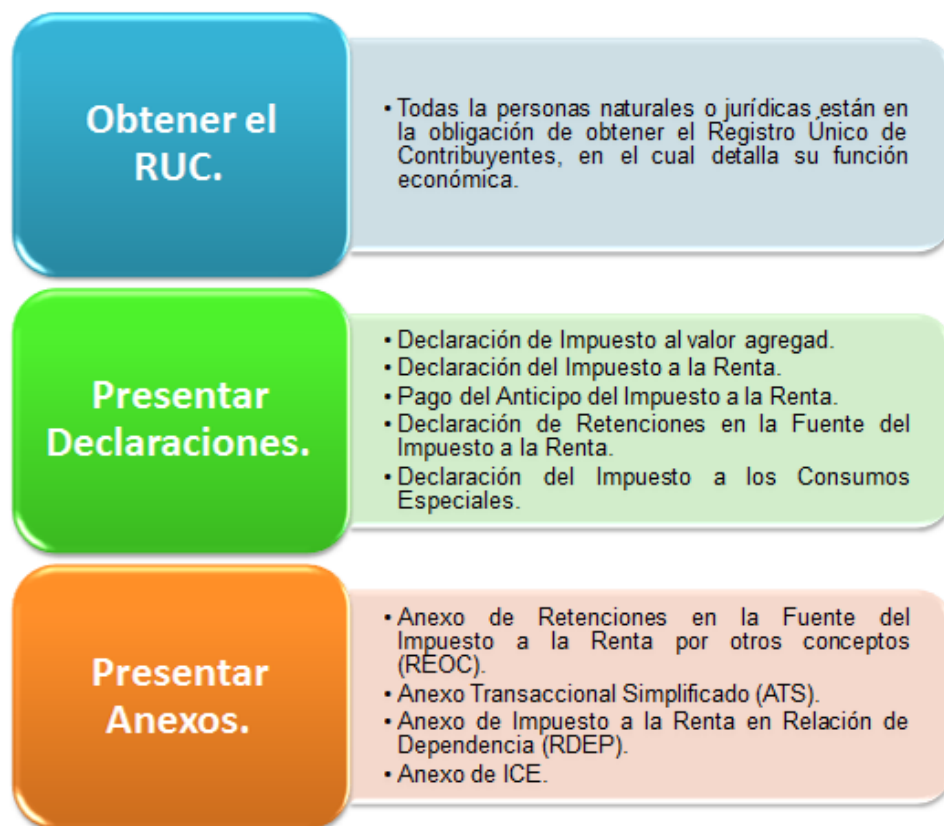 Obtener el
RUC.
• Todas la personas naturales o jurídicas están en
la obligación de obtener el Registro Único de
Contribuyentes, en el cual detalla su función
económica.
Presentar
Declaraciones.
• Declaración de Impuesto al valor agregad.
• Declaración del Impuesto a la Renta.
• Pago del Anticipo del Impuesto a la Renta.
• Declaración de Retenciones en la Fuente del
Impuesto a la Renta.
• Declaración del Impuesto a los Consumos
Especiales.
Presentar
Anexos.
• Anexo de Retenciones en la Fuente del
Impuesto a la Renta por otros conceptos
(REOC).
• Anexo Transaccional Simplificado (ATS).
• Anexo de Impuesto a la Renta en Relación de
Dependencia (RDEP).
• Anexo de ICE.